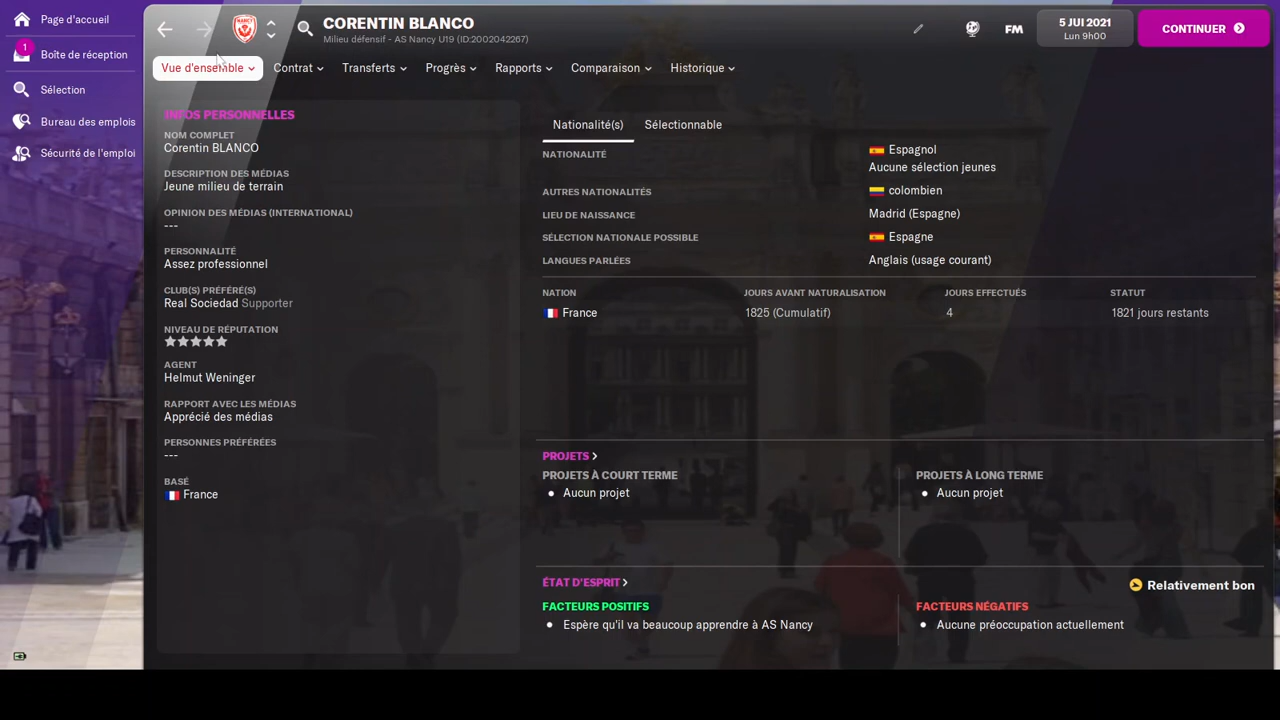 Page d'accueil
1
Boîte de réception
Sélection
Bureau des emplois
Sécurité de l'emploi
NANCY
CORENTIN BLANCO
Milieu défensif - AS Nancy U19 (ID:2002042267)
FM
5 JUI 2021
Lun 9h00
CONTINUER
Vue d'ensemble
Contrat
Transferts
Progrès
Rapports
Comparaison
Historique
INFOS PERSONNELLES
NOM COMPLET
Corentin BLANCO
DESCRIPTION DES MÉDIAS
Jeune milieu de terrain
OPINION DES MÉDIAS (INTERNATIONAL)
---
PERSONNALITÉ
Assez professionnel
CLUB(S) PRÉFÉRÉ(S)
Real Sociedad Supporter
NIVEAU DE RÉPUTATION
AGENT
Helmut Weninger
RAPPORT AVEC LES MÉDIAS
Apprécié des médias
PERSONNES PRÉFÉRÉES
---
BASÉ
France
Nationalité(s) Sélectionnable
NATIONALITÉ Espagnol
Aucune sélection jeunes
AUTRES NATIONALITÉS colombien
LIEU DE NAISSANCE Madrid (Espagne)
SÉLECTION NATIONALE POSSIBLE Espagne
LANGUES PARLÉES Anglais (usage courant)
NATION JOURS AVANT NATURALISATION JOURS EFFECTUÉS STATUT
France 1825 (Cumulatif) 4 1821 jours restants
PROJETS >
PROJETS À COURT TERME
• Aucun projet
PROJETS À LONG TERME
• Aucun projet
ÉTAT D'ESPRIT >
Relativement bon
FACTEURS POSITIFS
• Espère qu'il va beaucoup apprendre à AS Nancy
FACTEURS NÉGATIFS
• Aucune préoccupation actuellement